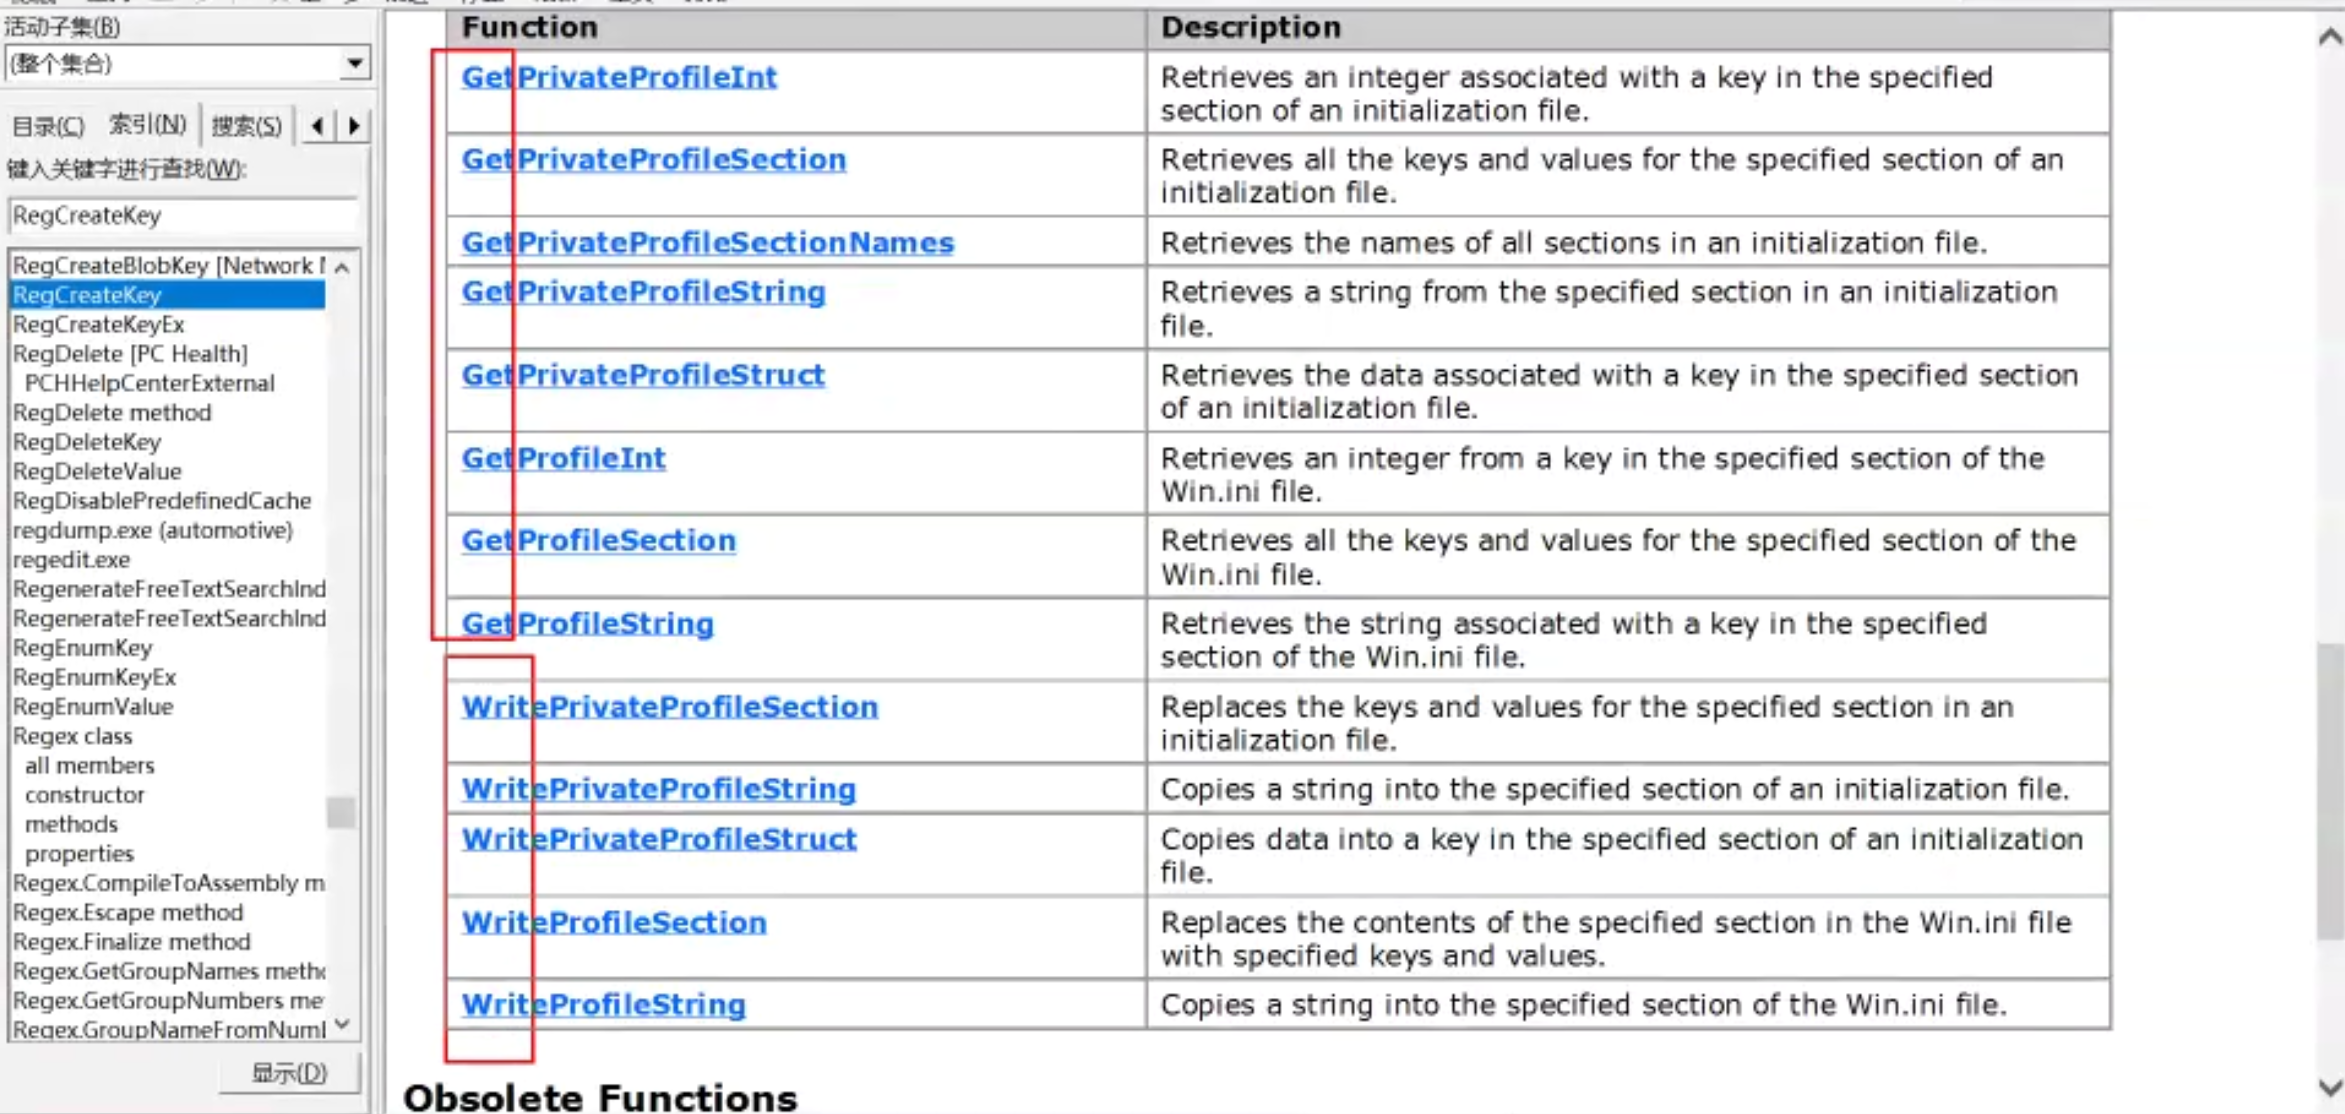 活动子集(B)
(整个集合)
目录(C) 索引(N) 搜索(S)
键入关键字进行查找(W):
RegCreateKey
RegCreateBlobKey [Network
RegCreateKey
RegCreateKeyEx
RegDelete [PC Health]
PCHHelpCenterExternal
RegDelete method
RegDeleteKey
RegDeleteValue
RegDisablePredefinedCache
regdump.exe (automotive)
regedit.exe
RegenerateFreeTextSearchInd
RegenerateFreeTextSearchInd
RegEnumKey
RegEnumKeyEx
RegEnumValue
Regex class
all members
constructor
methods
properties
Regex.CompileToAssembly m
Regex.Escape method
Regex.Finalize method
Regex.GetGroupNames meth
Regex.GetGroupNumbers me
Regex.GroupNameFromNum
显示(D)
Function Description
GetPrivateProfileInt Retrieves an integer associated with a key in the specified
section of an initialization file.
GetPrivateProfileSection Retrieves all the keys and values for the specified section of an
initialization file.
GetPrivateProfileSectionNames Retrieves the names of all sections in an initialization file.
GetPrivateProfileString Retrieves a string from the specified section in an initialization
file.
GetPrivateProfileStruct Retrieves the data associated with a key in the specified section
of an initialization file.
GetProfileInt Retrieves an integer from a key in the specified section of the
Win.ini file.
GetProfileSection Retrieves all the keys and values for the specified section of the
Win.ini file.
GetProfileString Retrieves the string associated with a key in the specified
section of the Win.ini file.
WritePrivateProfileSection Replaces the keys and values for the specified section in an
initialization file.
WritePrivateProfileString Copies a string into the specified section of an initialization file.
WritePrivateProfileStruct Copies data into a key in the specified section of an initialization
file.
WriteProfileSection Replaces the contents of the specified section in the Win.ini file
with specified keys and values.
WriteProfileString Copies a string into the specified section of the Win.ini file.
Obsolete Functions